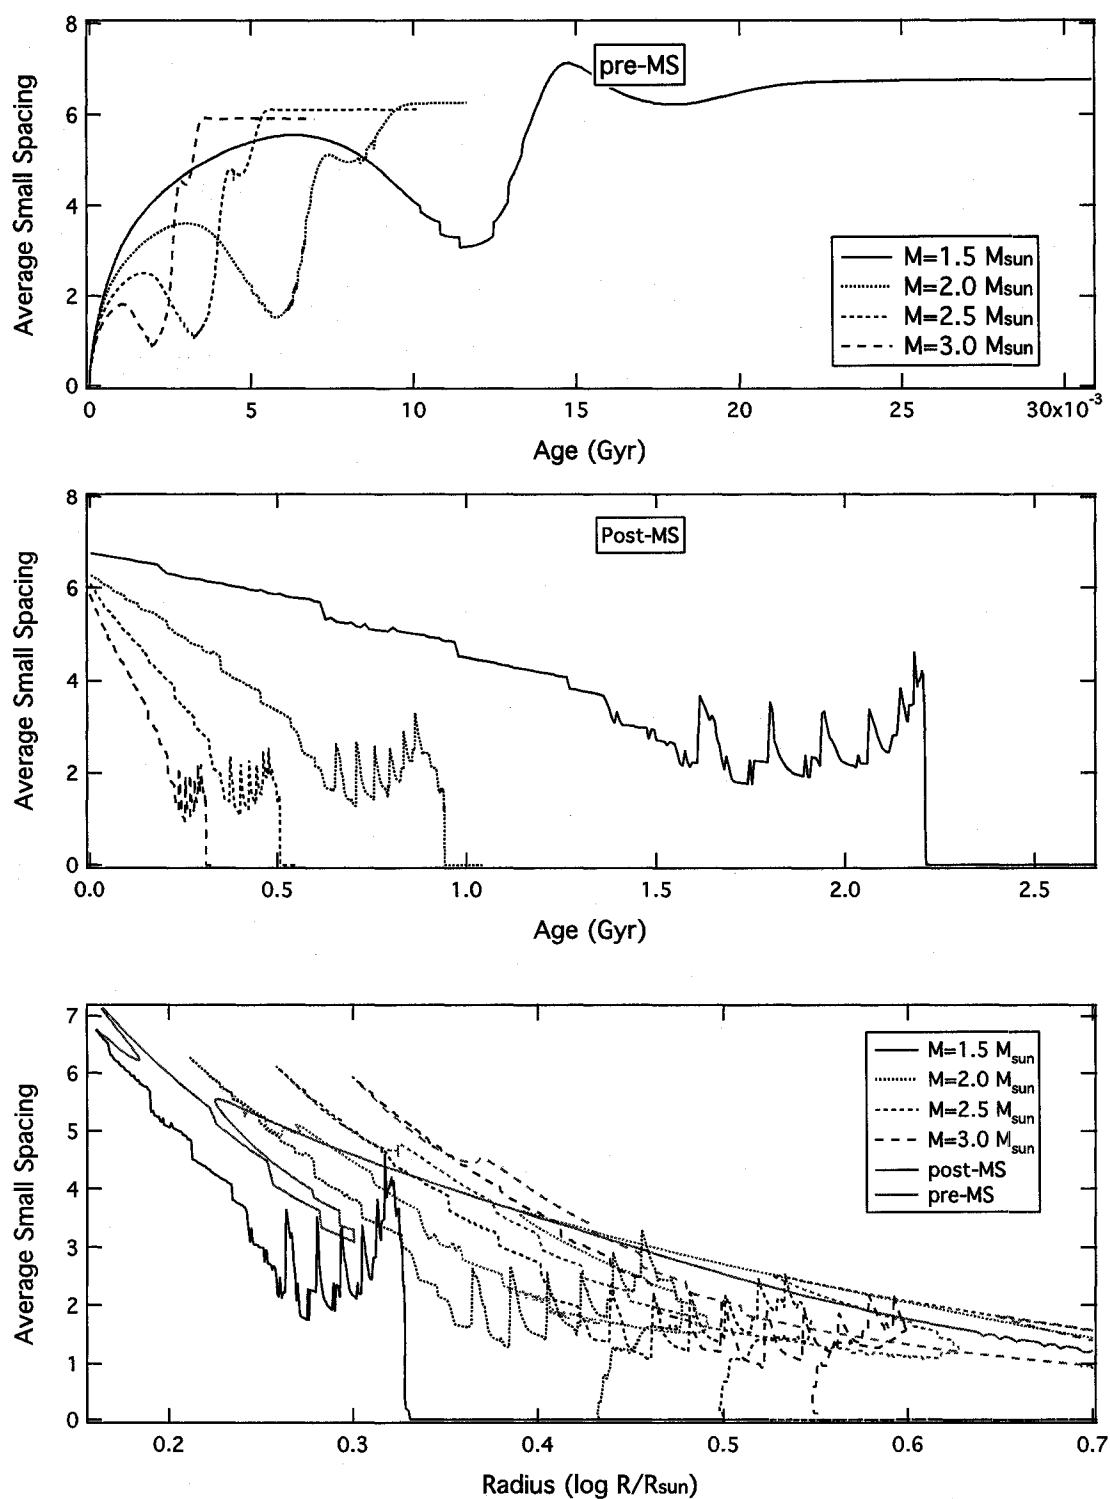 8
6
4
2
0
Average Small Spacing
pre-MS
M=1.5 Msun
M=2.0 Msun
M=2.5 Msun
M=3.0 Msun
0 5 10 15 20 25 30x10-3
Age (Gyr)
8
6
4
2
0
Average Small Spacing
Post-MS
0.0 0.5 1.0 1.5 2.0 2.5
Age (Gyr)
7
6
5
4
3
2
1
0
Average Small Spacing
M=1.5 Msun
M=2.0 Msun
M=2.5 Msun
M=3.0 Msun
post-MS
pre-MS
0.2 0.3 0.4 0.5 0.6 0.7
Radius (log R/Rsun)